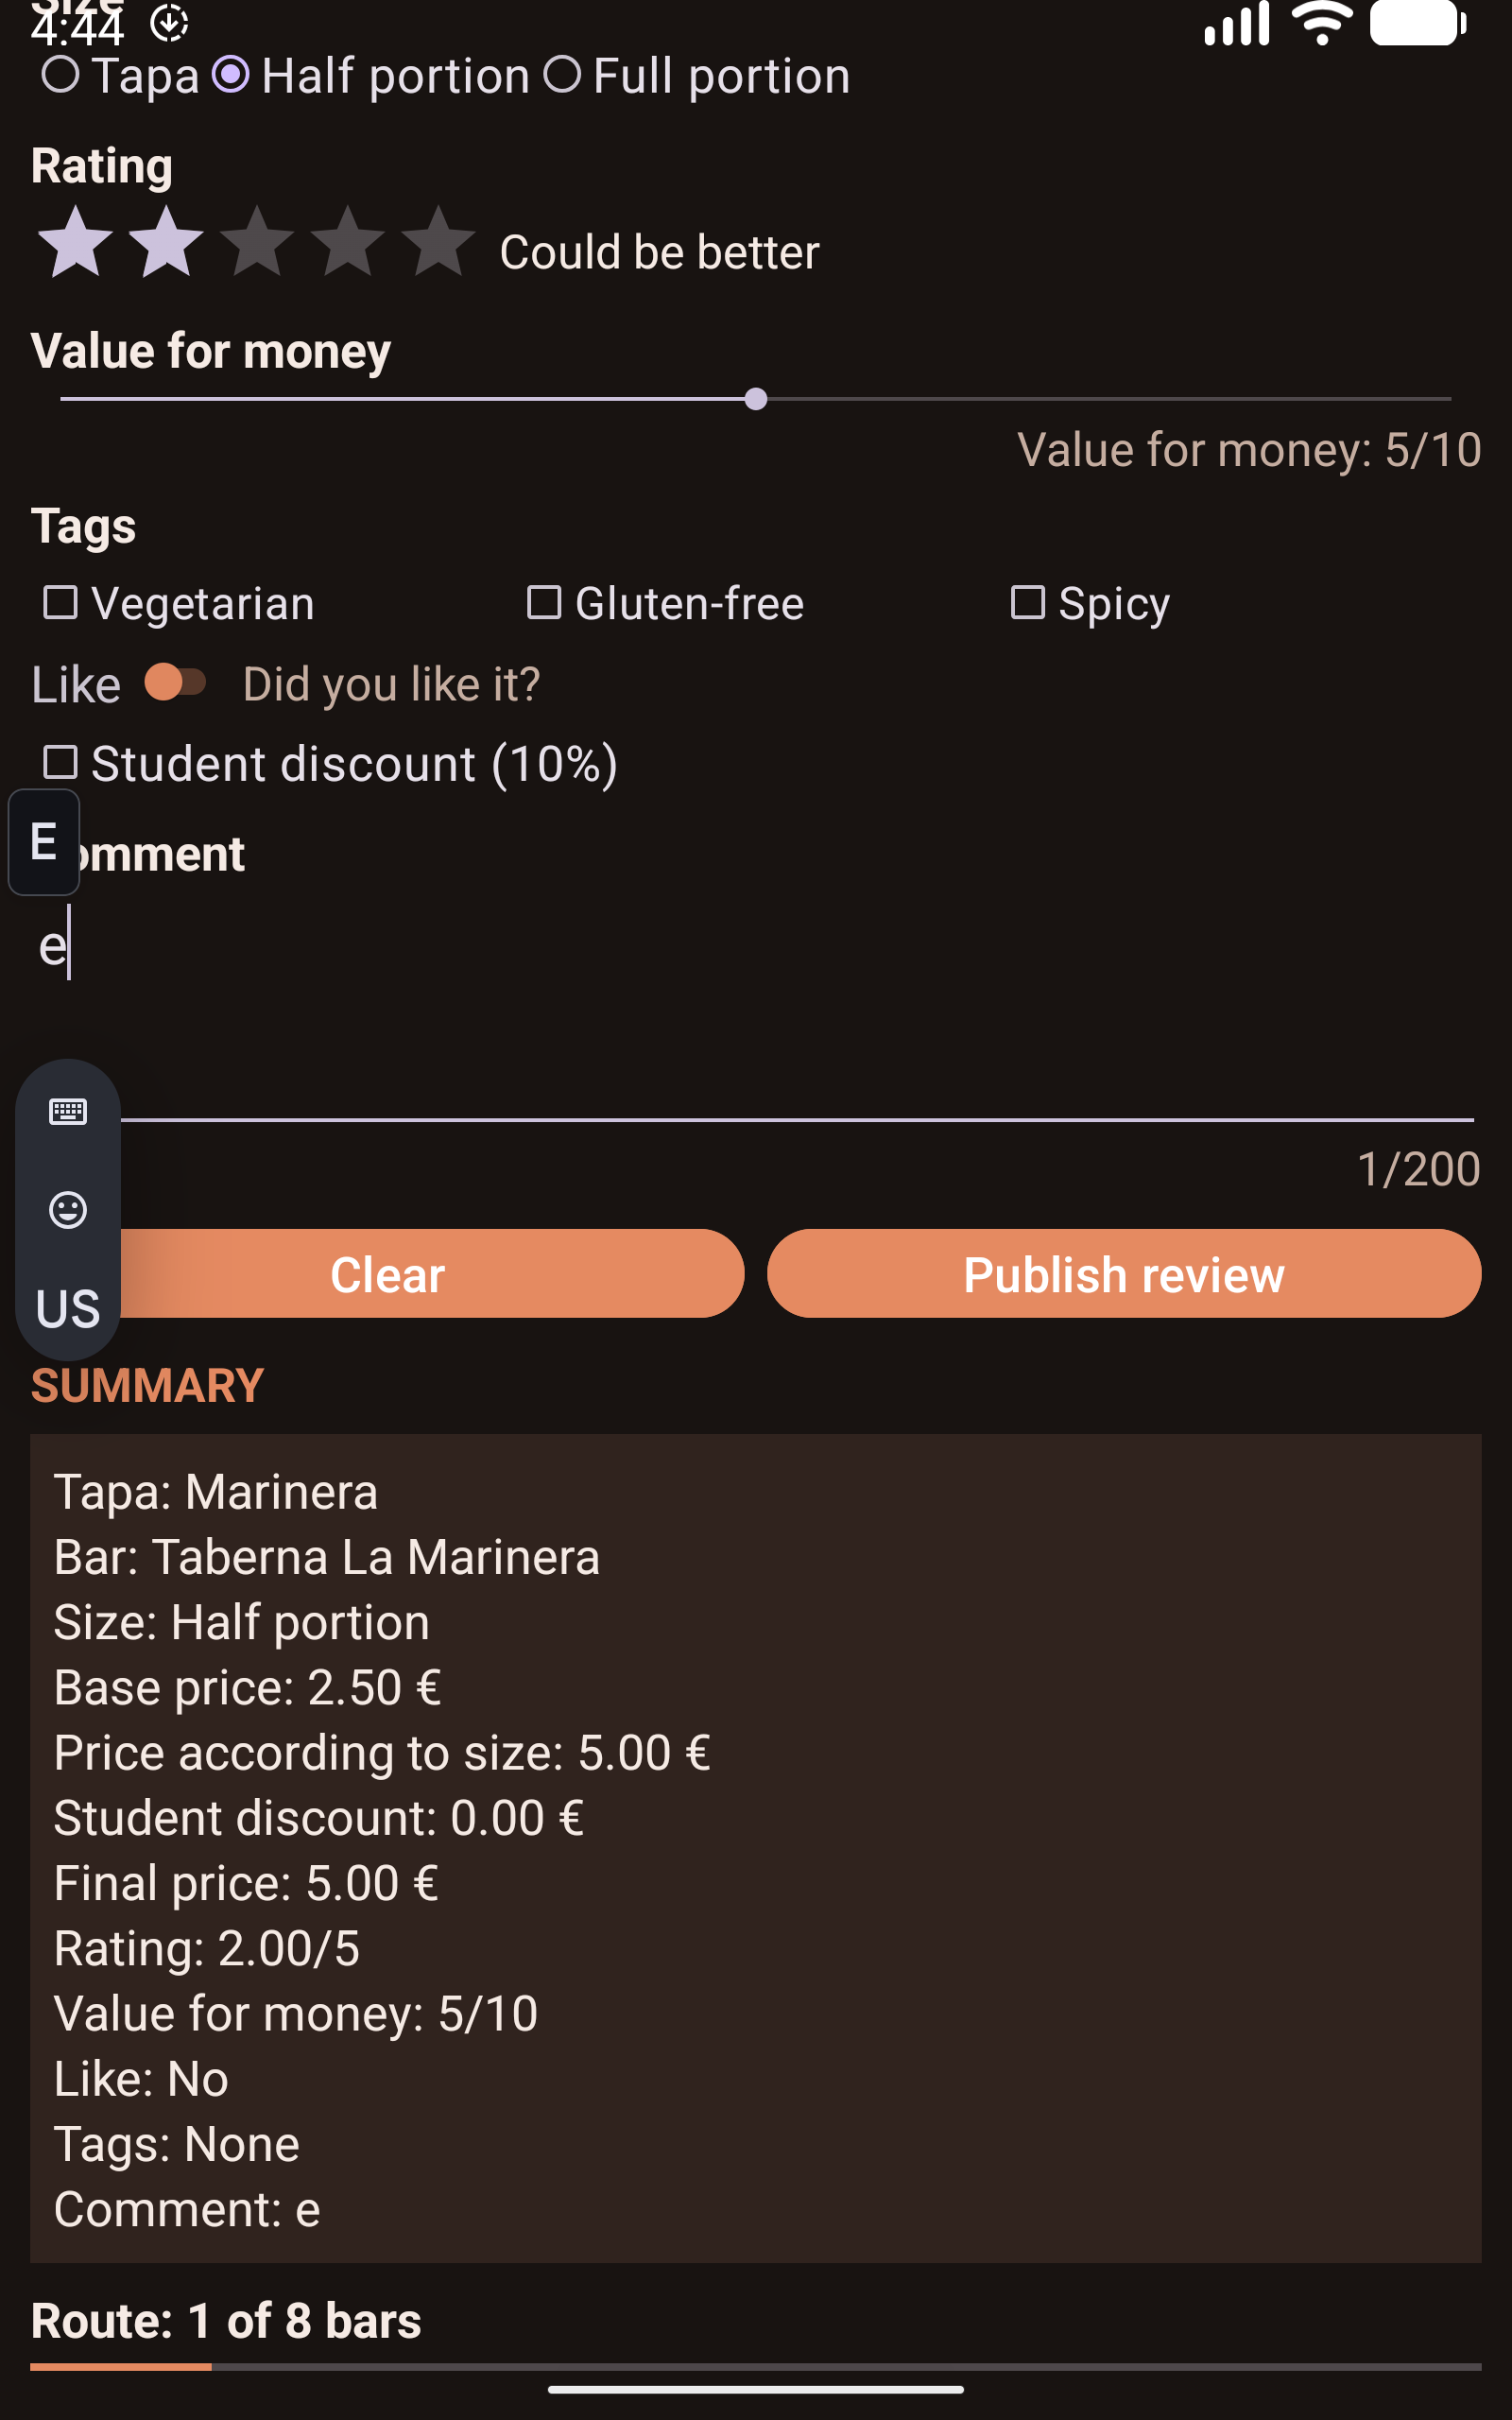 Size
4:44
Tapa Half portion Full portion
Rating
Could be better
Value for money
Value for money: 5/10
Tags
Vegetarian Gluten-free Spicy
Like Did you like it?
Student discount (10%)
E
omment
e
1/200
Clear Publish review
US
SUMMARY
Tapa: Marinera
Bar: Taberna La Marinera
Size: Half portion
Base price: 2.50 €
Price according to size: 5.00 €
Student discount: 0.00 €
Final price: 5.00 €
Rating: 2.00/5
Value for money: 5/10
Like: No
Tags: None
Comment: e
Route: 1 of 8 bars